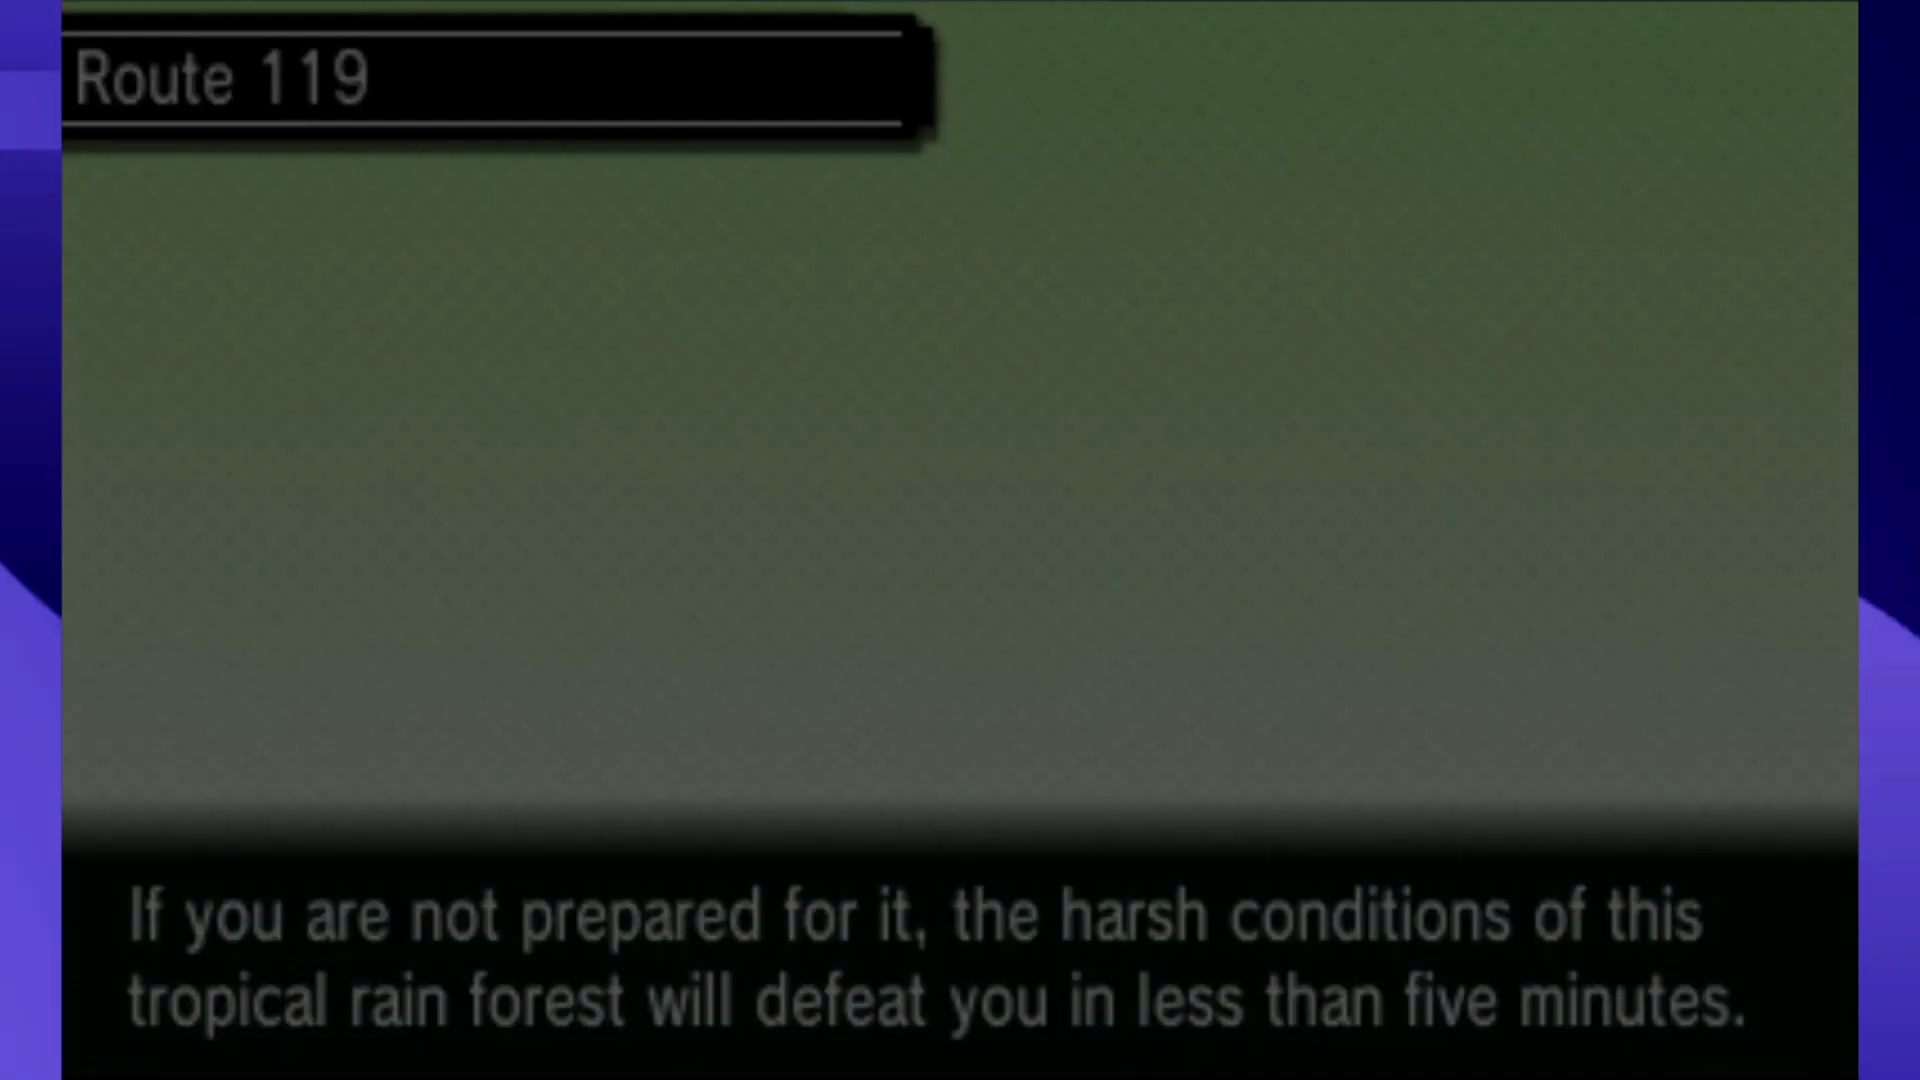 Route 119
If you are not prepared for it, the harsh conditions of this
tropical rain forest will defeat you in less than five minutes.